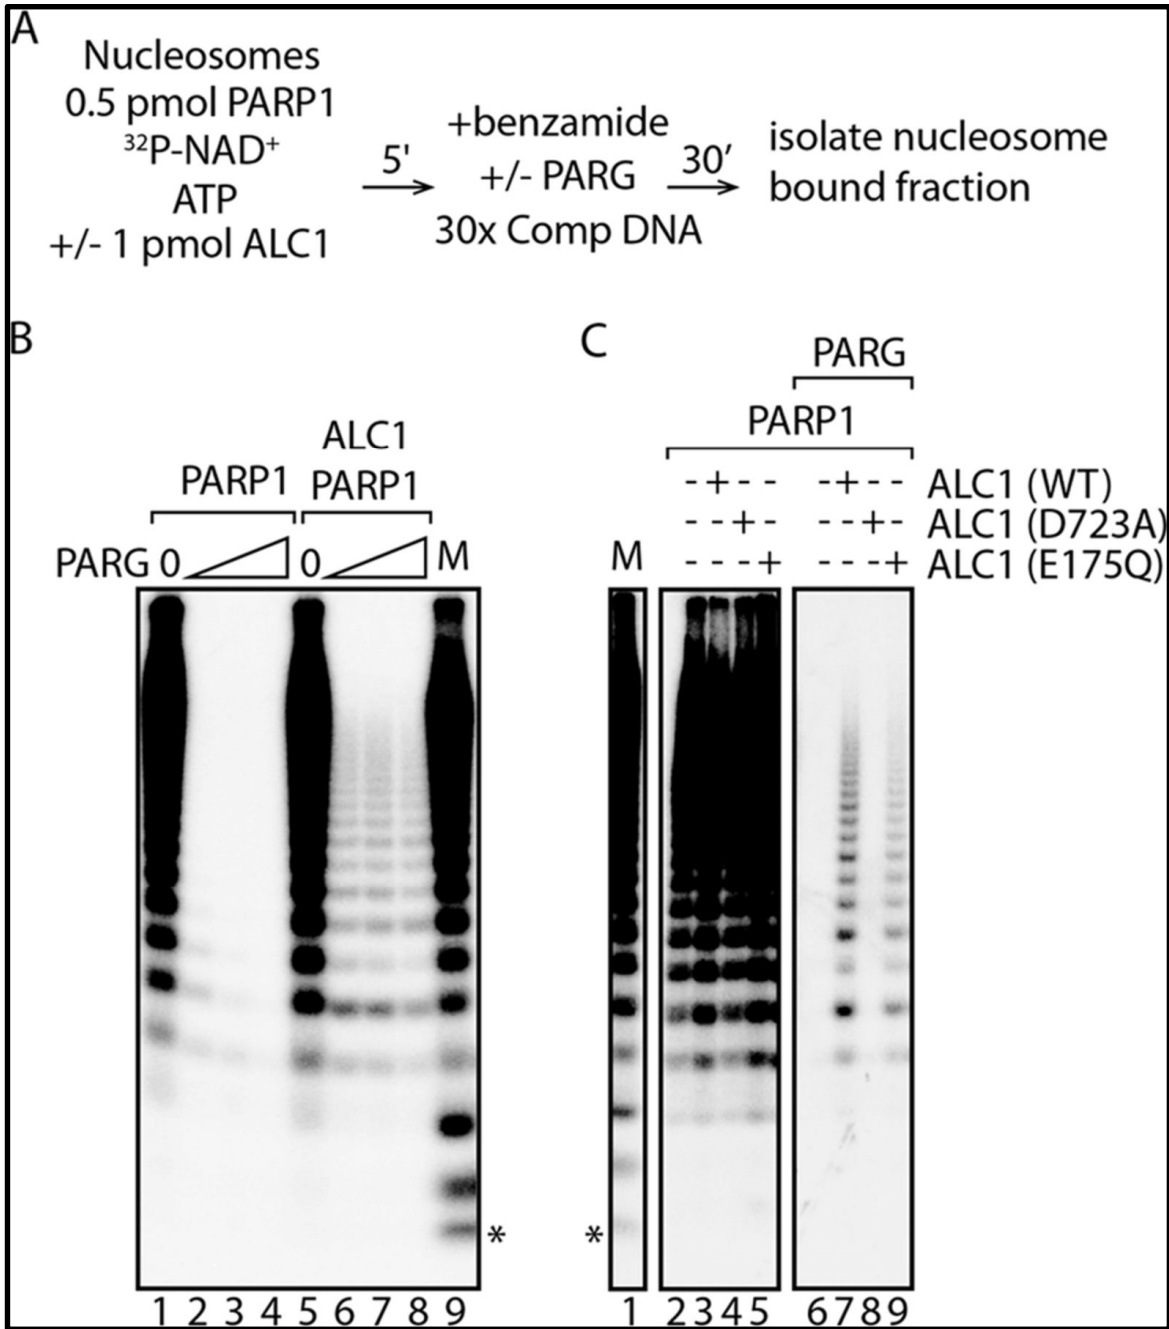 A
Nucleosomes
0.5 pmol PARP1
32P-NAD+
ATP
+/- 1 pmol ALC1
5'
+benzamide
+/- PARG
30x Comp DNA
30’
isolate nucleosome
bound fraction
B
ALC1
PARP1 PARP1
PARG 0 0 M
*
1 2 3 4 5 6 7 8 9
C
PARG
PARP1
--+-- -+-- ALC1 (WT)
---+- --+- ALC1 (D723A)
M ---+ ---+ ALC1 (E175Q)
*
1 2 3 4 5 6 7 8 9